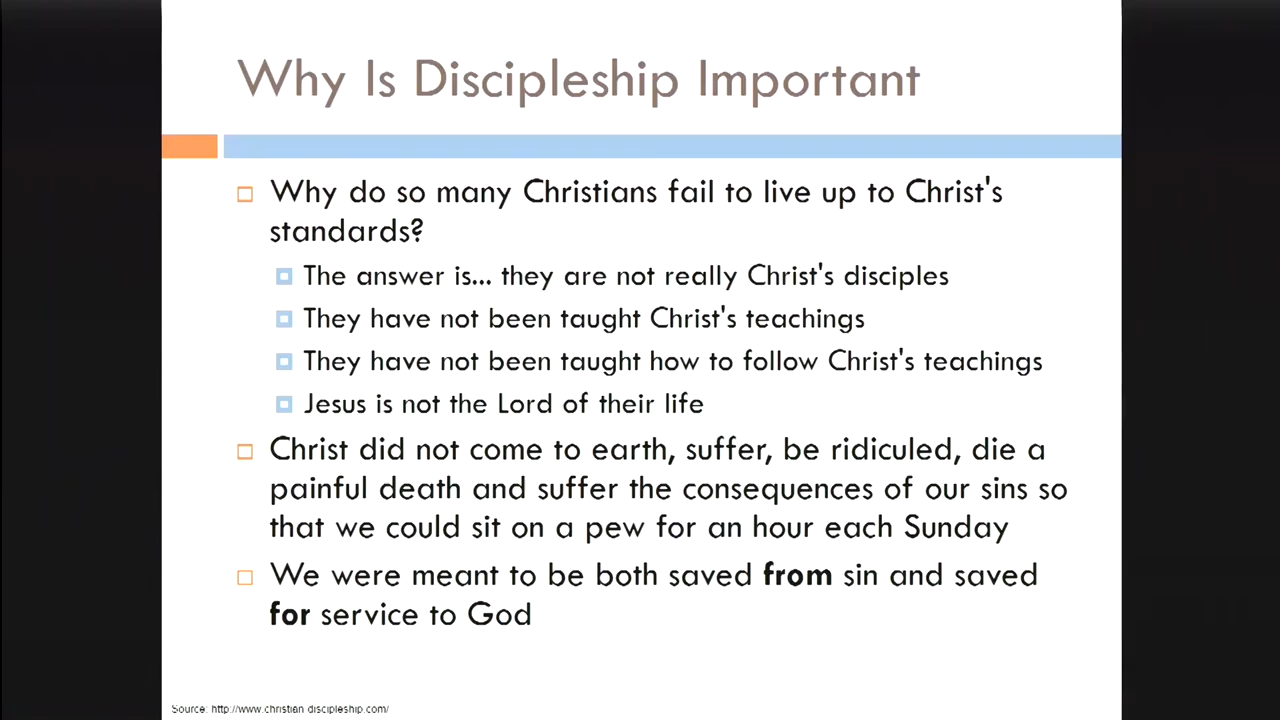 Why Is Discipleship Important
Why do so many Christians fail to live up to Christ's
standards?
The answer is... they are not really Christ's disciples
They have not been taught Christ's teachings
They have not been taught how to follow Christ's teachings
Jesus is not the Lord of their life
Christ did not come to earth, suffer, be ridiculed, die a
painful death and suffer the consequences of our sins so
that we could sit on a pew for an hour each Sunday
We were meant to be both saved from sin and saved
for service to God
Source: http://www.christian discipleship.com/